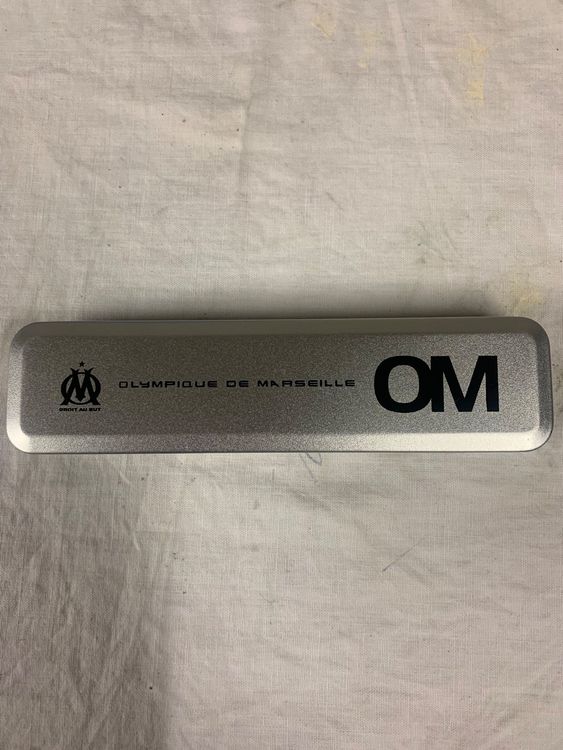 DROIT AU BUT
OLYMPIQUE DE MARSEILLE
OM